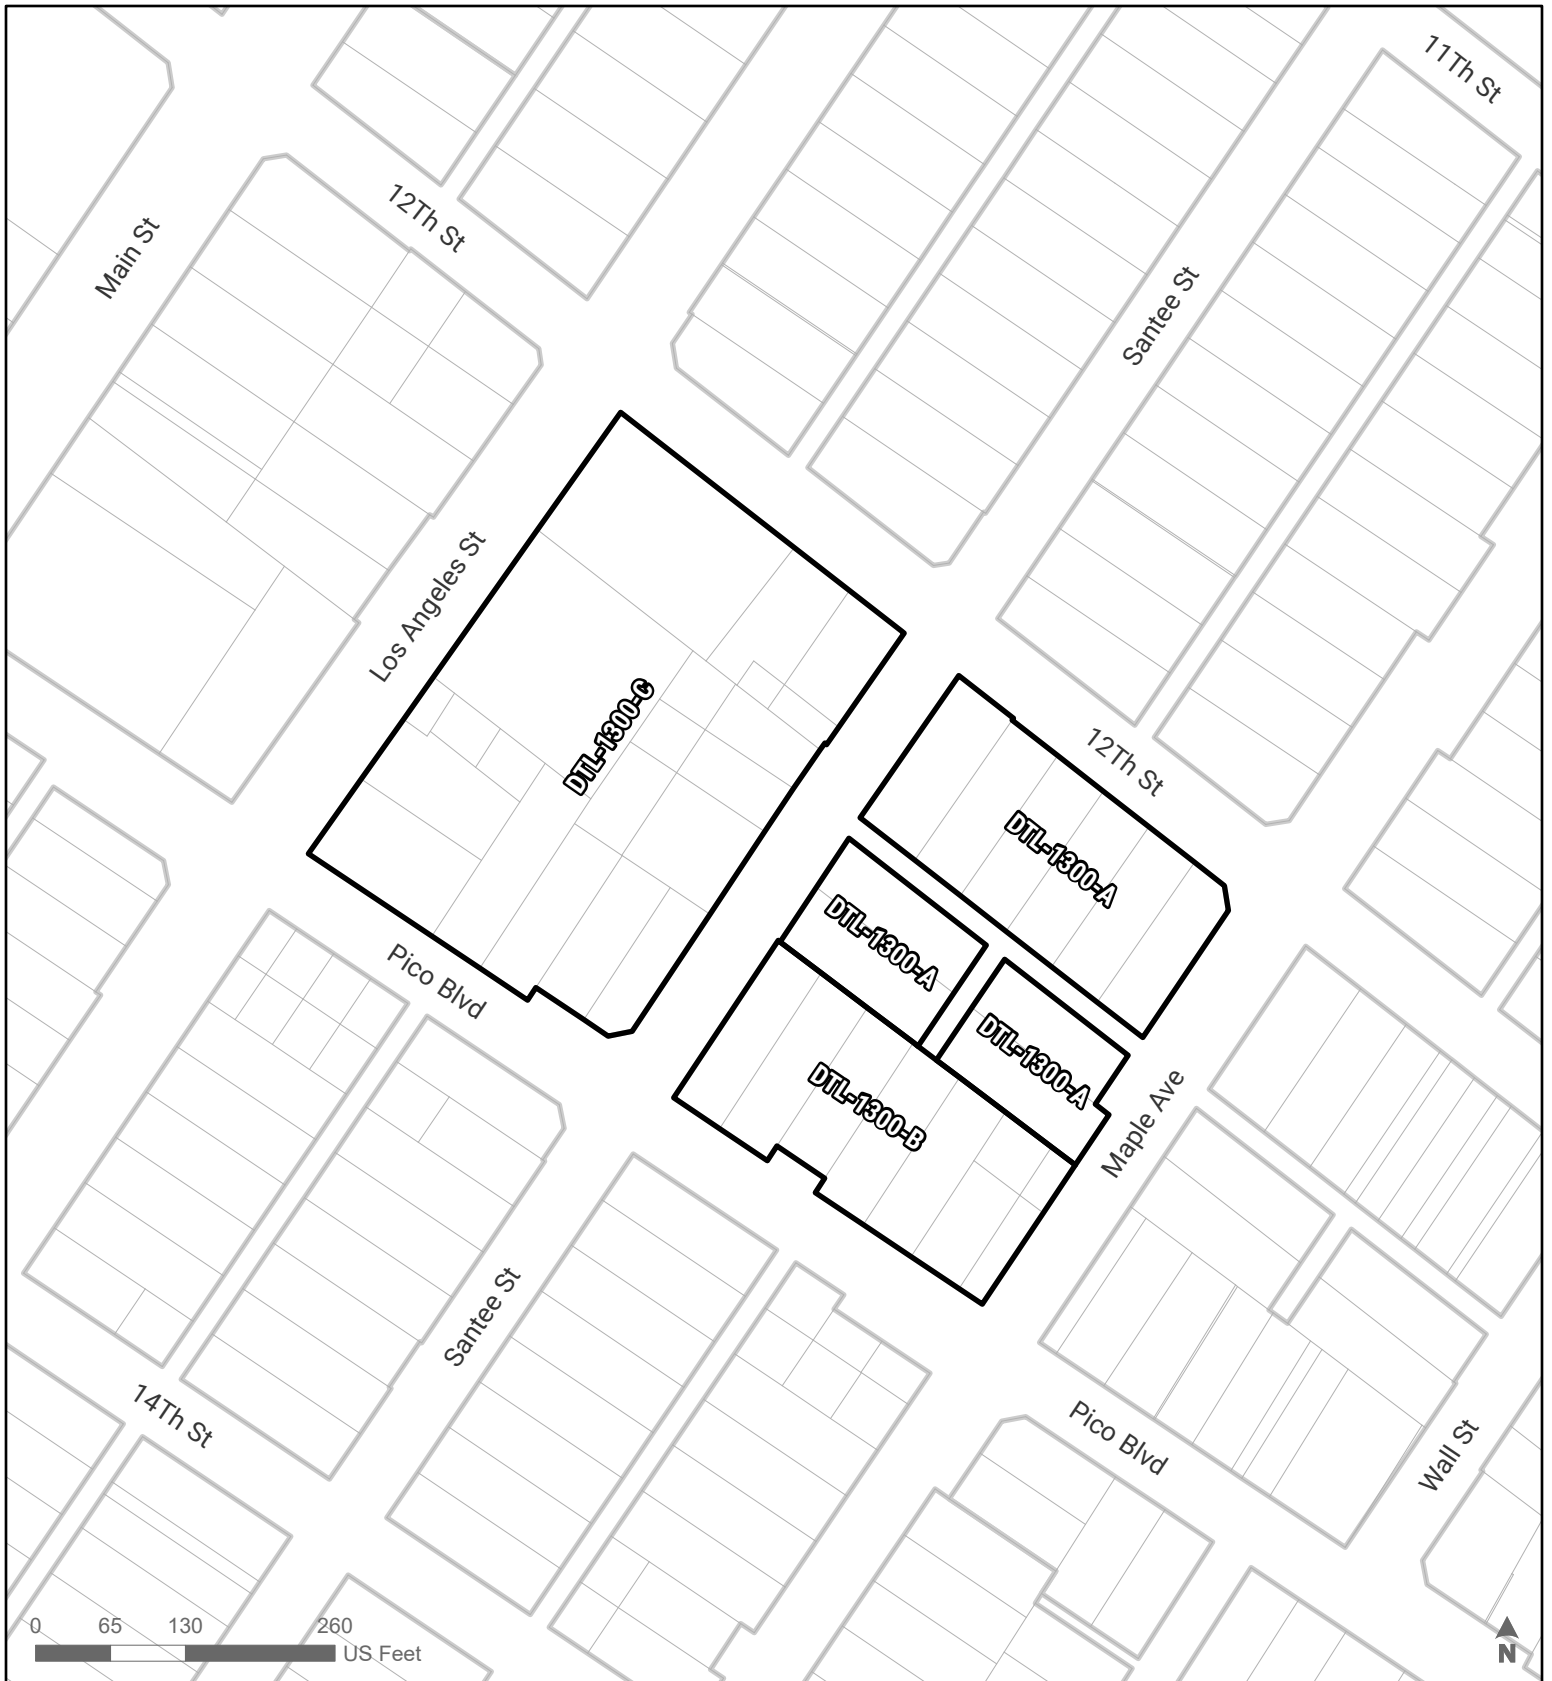 11Th St
12Th St
Main St
Santee St
Los Angeles St
DTL-1300-C
12Th St
DTL-1300-A
DTL-1300-A
Pico Blvd
DTL-1300-A
DTL-1300-B
Maple Ave
Santee St
14Th St
Pico Blvd
Wall St
0 65 130 260
US Feet
N